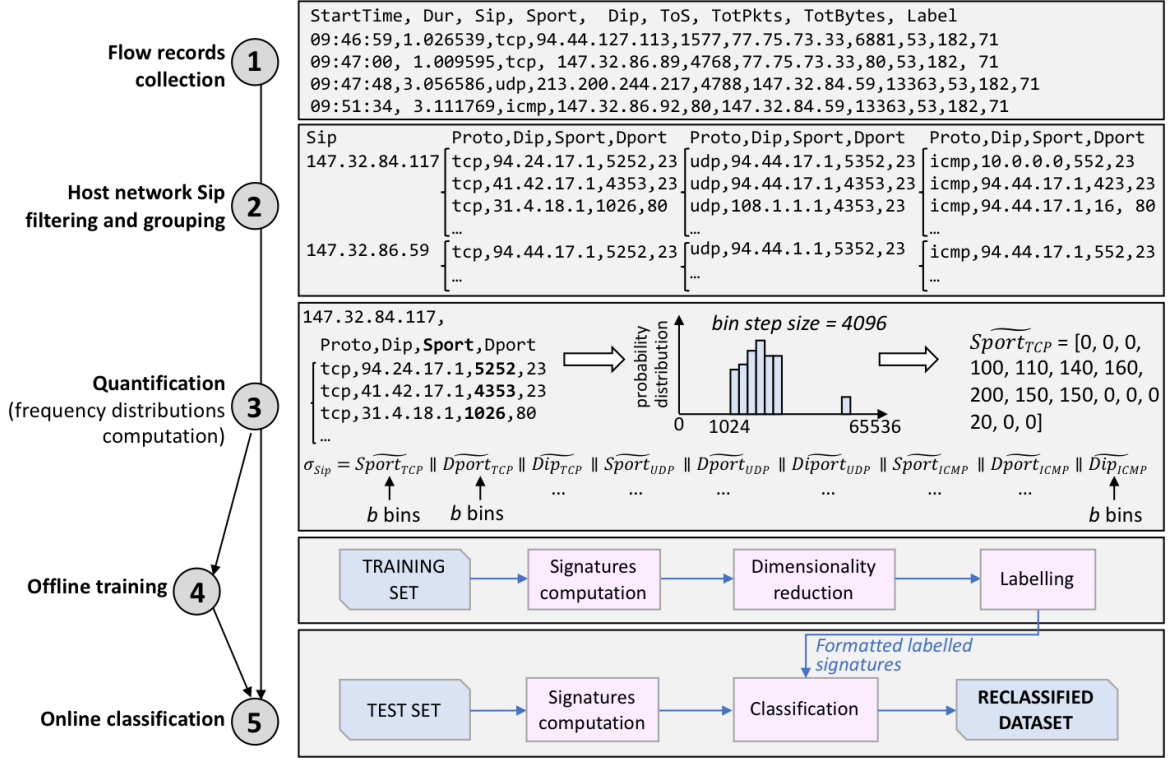 Flow records
collection
1
StartTime, Dur, Sip, Sport, Dip, ToS, TotPkts, TotBytes, Label
09:46:59,1.026539,tcp,94.44.127.113,1577,77.75.73.33,6881,53,182,71
09:47:00, 1.009595,tcp, 147.32.86.89,4768,77.75.73.33,80,53,182, 71
09:47:48,3.056586,udp,213.200.244.217,4788,147.32.84.59,13363,53,182,71
09:51:34, 3.111769,icmp,147.32.86.92,80,147.32.84.59,13363,53,182,71
Host network Sip
filtering and grouping
2
Sip Proto,Dip,Sport,Dport Proto,Dip,Sport,Dport Proto,Dip,Sport,Dport
147.32.84.117 tcp,94.24.17.1,5252,23 udp,94.44.17.1,5352,23 icmp,10.0.0.0,552,23
tcp,41.42.17.1,4353,23 udp,94.44.17.1,4353,23 icmp,94.44.17.1,423,23
tcp,31.4.18.1,1026,80 udp,108.1.1.1,4353,23 icmp,94.44.17.1,16, 80
… … …
147.32.86.59 tcp,94.44.17.1,5252,23 udp,94.44.1.1,5352,23 icmp,94.44.17.1,552,23
… … …
Quantification
(frequency distributions
computation)
3
147.32.84.117,
Proto,Dip,Sport,Dport
tcp,94.24.17.1,5252,23
tcp,41.42.17.1,4353,23
tcp,31.4.18.1,1026,80
…
bin step size = 4096
probability
distribution
0 1024 65536
Sport_TCP = [0, 0, 0,
100, 110, 140, 160,
200, 150, 150, 0, 0, 0
20, 0, 0]
σ_Sip = Sport_TCP ∥ Dport_TCP ∥ Dip_TCP ∥ Sport_UDP ∥ Dport_UDP ∥ Diport_UDP ∥ Sport_ICMP ∥ Dport_ICMP ∥ Dip_ICMP
… … … … …
b bins b bins b bins
Offline training
4
TRAINING
SET
Signatures
computation
Dimensionality
reduction
Labelling
Formatted labelled
signatures
Online classification
5
TEST SET
Signatures
computation
Classification
RECLASSIFIED
DATASET